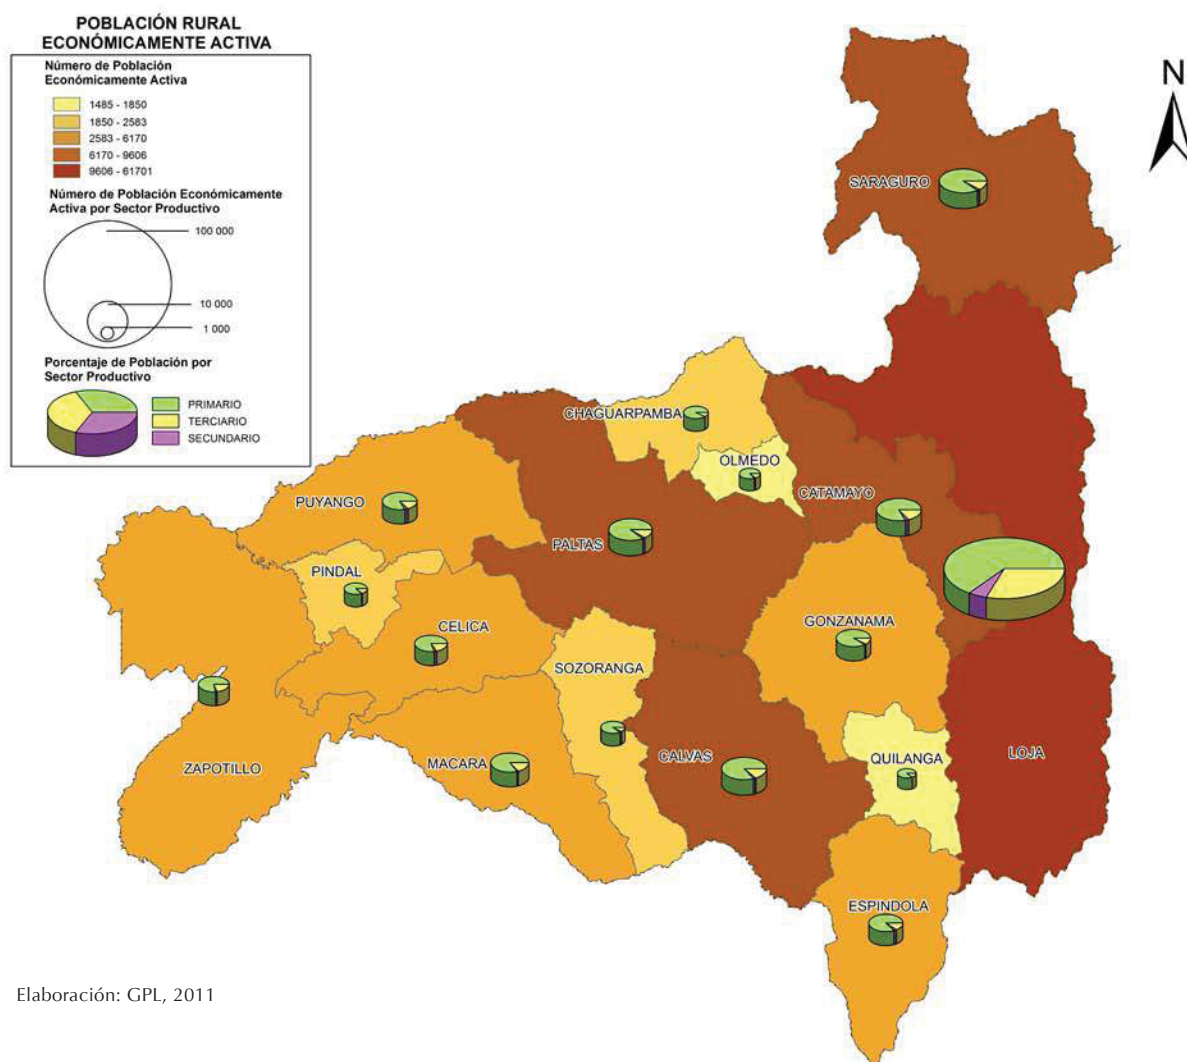 POBLACIÓN RURAL
ECONÓMICAMENTE ACTIVA
Número de Población
Económicamente Activa
1485 - 1850
1850 - 2583
2583 - 6170
6170 - 9606
9606 - 61701
Número de Población Económicamente
Activa por Sector Productivo
100 000
10 000
1 000
Porcentaje de Población por
Sector Productivo
PRIMARIO
TERCIARIO
SECUNDARIO
N
SARAGURO
CHAGUARPAMBA
OLMEDO
CATAMAYO
PUYANGO
PALTAS
PINDAL
CELICA
GONZANAMA
SOZORANGA
ZAPOTILLO
MACARA
CALVAS
QUILANGA
LOJA
ESPINDOLA
Elaboración: GPL, 2011